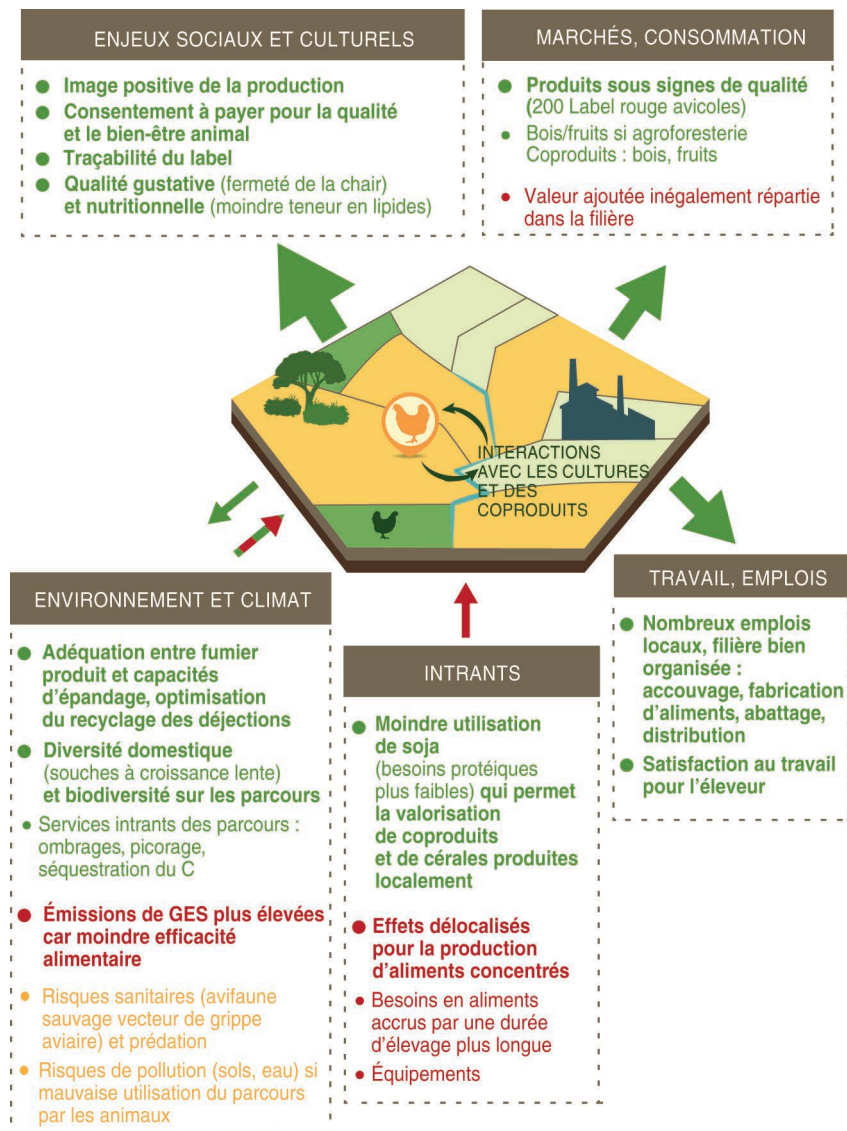 ENJEUX SOCIAUX ET CULTURELS
● Image positive de la production
● Consentement à payer pour la qualité
et le bien-être animal
● Traçabilité du label
● Qualité gustative (fermeté de la chair)
et nutritionnelle (moindre teneur en lipides)
MARCHÉS, CONSOMMATION
● Produits sous signes de qualité
(200 Label rouge avicoles)
• Bois/fruits si agroforesterie
Coproduits : bois, fruits
• Valeur ajoutée inégalement répartie
dans la filière
INTERACTIONS
AVEC LES CULTURES
ET DES
COPRODUITS
ENVIRONNEMENT ET CLIMAT
● Adéquation entre fumier
produit et capacités
d'épandage, optimisation
du recyclage des déjections
● Diversité domestique
(souches à croissance lente)
et biodiversité sur les parcours
• Services intrants des parcours :
ombrages, picorage,
séquestration du C
● Émissions de GES plus élevées
car moindre efficacité
alimentaire
• Risques sanitaires (avifaune
sauvage vecteur de grippe
aviaire) et prédation
• Risques de pollution (sols, eau) si
mauvaise utilisation du parcours
par les animaux
INTRANTS
● Moindre utilisation
de soja
(besoins protéiques
plus faibles) qui permet
la valorisation
de coproduits
et de cérales produites
localement
● Effets délocalisés
pour la production
d'aliments concentrés
• Besoins en aliments
accrus par une durée
d'élevage plus longue
• Équipements
TRAVAIL, EMPLOIS
● Nombreux emplois
locaux, filière bien
organisée :
accouvage, fabrication
d'aliments, abattage,
distribution
● Satisfaction au travail
pour l'éleveur